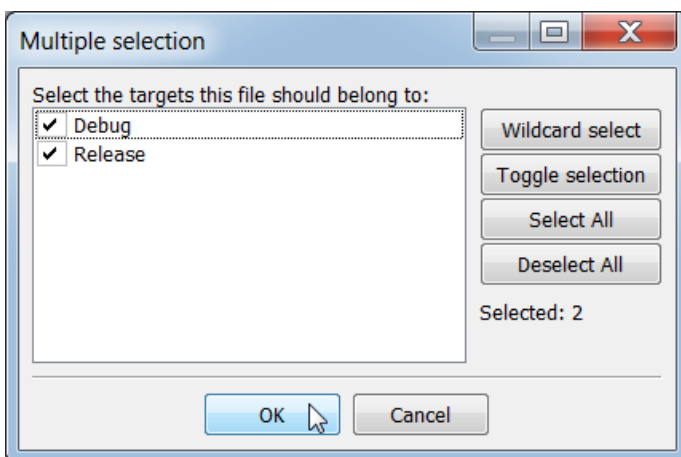 Multiple selection
Select the targets this file should belong to:
Debug
Release
Wildcard select
Toggle selection
Select All
Deselect All
Selected: 2
OK
Cancel